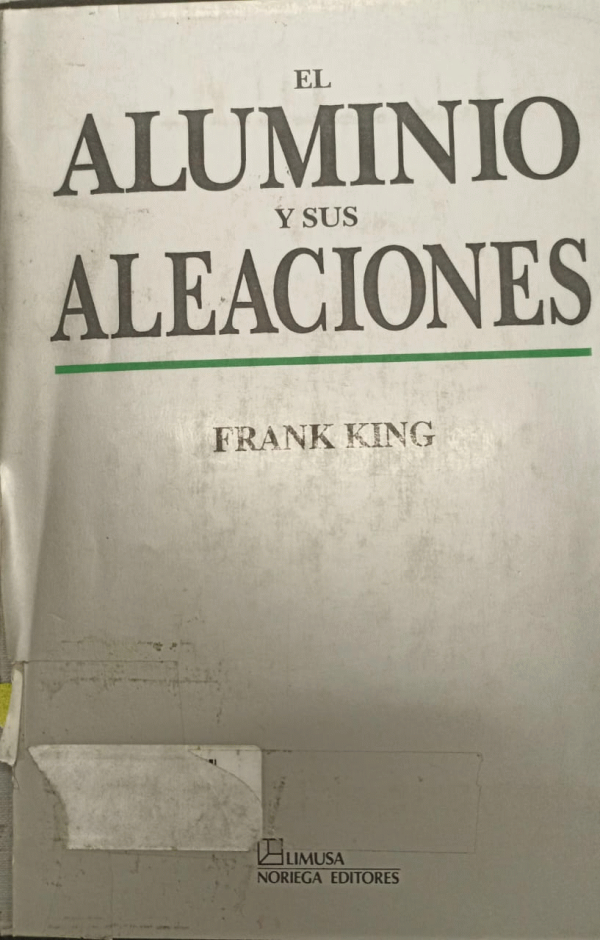 EL
ALUMINIO
Y SUS
ALEACIONES
FRANK KING
LIMUSA
NORIEGA EDITORES